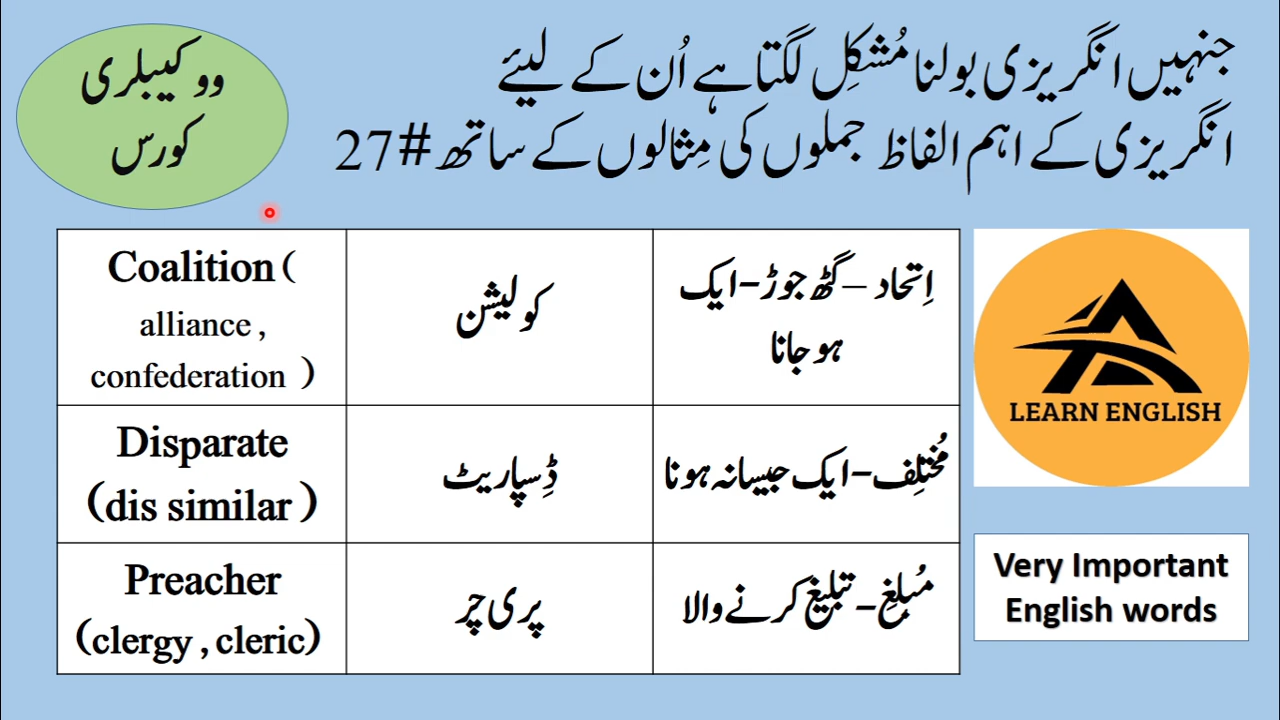 جنہیں انگریزی بولنا مُشکِل لگتا ہے اُن کے لیئے
انگریزی کے اہم الفاظ جملوں کی مِثالوں کے ساتھ #27
ووکیبلری
کورس
Coalition (
alliance ,
confederation )
کولیشن
اِتحاد – گٹھ جوڑ – ایک
ہو جانا
Disparate
(dis similar )
ڈِسپاریٹ
مُختلِف – ایک جیسا نہ ہونا
Preacher
(clergy , cleric)
پری چر
مُبلِغ – تبلیغ کرنے والا
LEARN ENGLISH
Very Important
English words